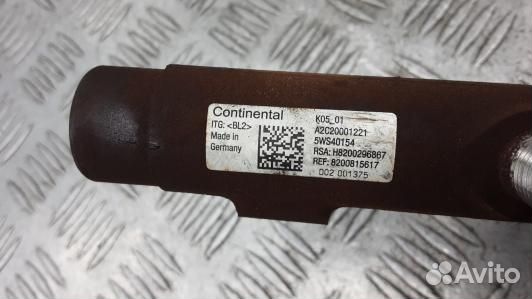 Continental
K05_01
ITG: <BL2>
A2C20001221
Made in
Germany
5WS40154
RSA: H8200296867
REF: 8200815617
002 001375
Avito